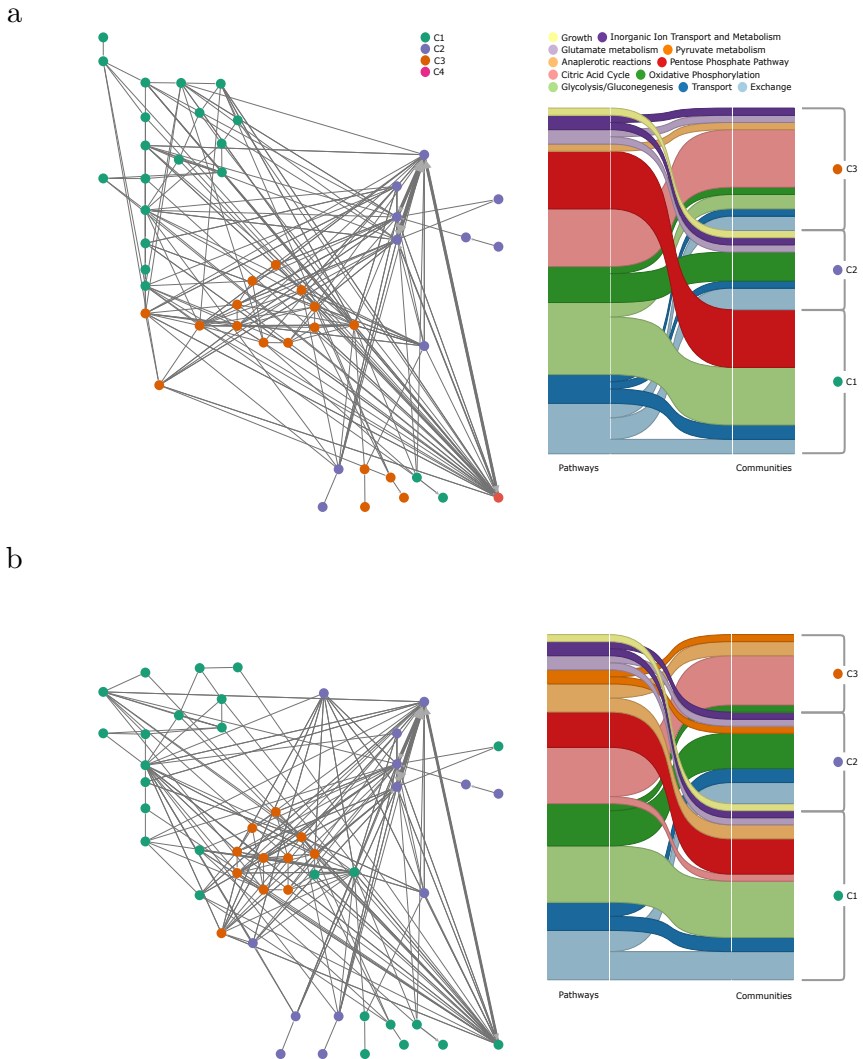 a
C1
C2
C3
C4
Growth Inorganic Ion Transport and Metabolism
Glutamate metabolism Pyruvate metabolism
Anaplerotic reactions Pentose Phosphate Pathway
Citric Acid Cycle Oxidative Phosphorylation
Glycolysis/Gluconegenesis Transport Exchange
C3
C2
C1
Pathways Communities
b
C3
C2
C1
Pathways Communities